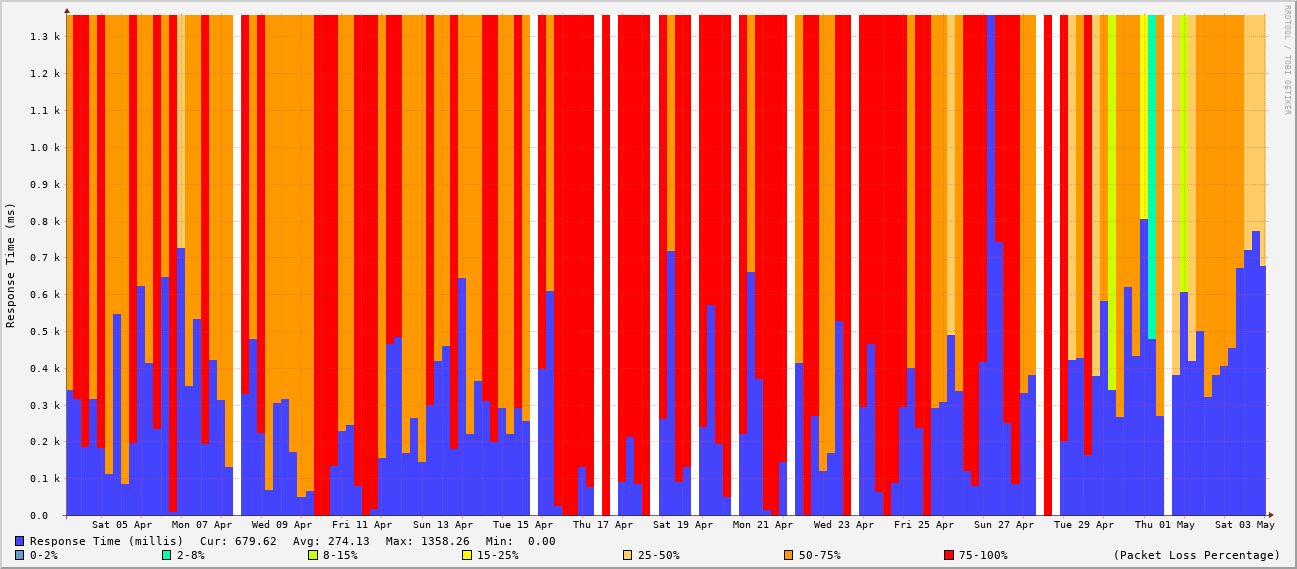 RRDTOOL / TOBI OETIKER
Response Time (ms)
1.3 k
1.2 k
1.1 k
1.0 k
0.9 k
0.8 k
0.7 k
0.6 k
0.5 k
0.4 k
0.3 k
0.2 k
0.1 k
0.0
Sat 05 Apr Mon 07 Apr Wed 09 Apr Fri 11 Apr Sun 13 Apr Tue 15 Apr Thu 17 Apr Sat 19 Apr Mon 21 Apr Wed 23 Apr Fri 25 Apr Sun 27 Apr Tue 29 Apr Thu 01 May Sat 03 May
Response Time (millis) Cur: 679.62 Avg: 274.13 Max: 1358.26 Min: 0.00
0-2% 2-8% 8-15% 15-25% 25-50% 50-75% 75-100% (Packet Loss Percentage)